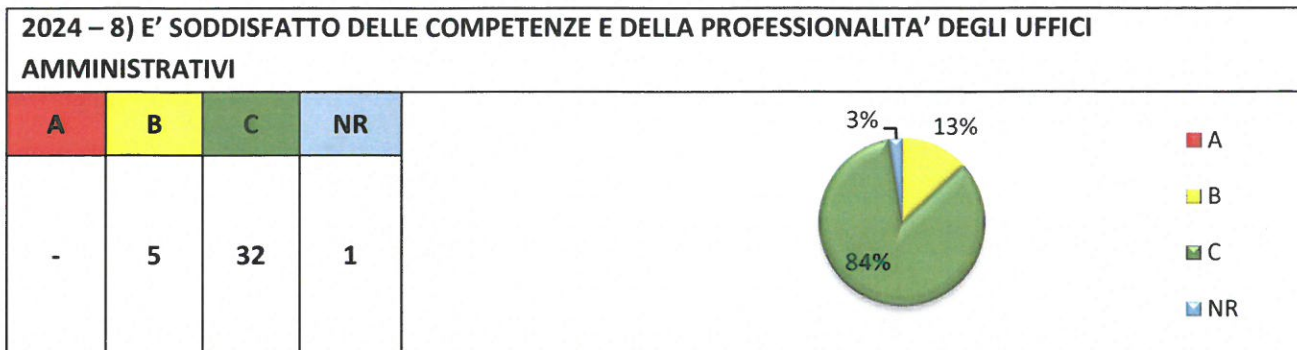 2024 – 8) E' SODDISFATTO DELLE COMPETENZE E DELLA PROFESSIONALITA' DEGLI UFFICI
AMMINISTRATIVI
A B C NR
- 5 32 1
3% 13%
84%
A
B
C
NR